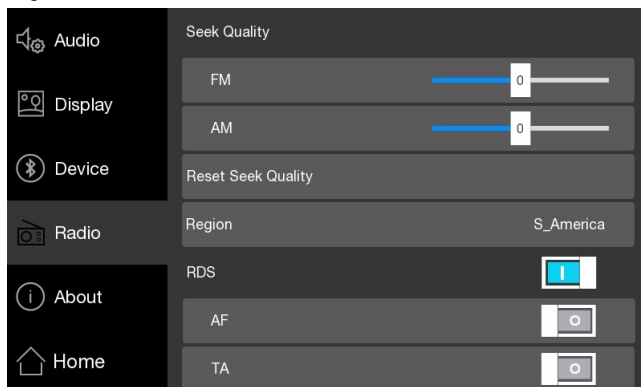 Audio
Display
Device
Radio
About
Home
Seek Quality
FM 0
AM 0
Reset Seek Quality
Region S_America
RDS I
AF O
TA O